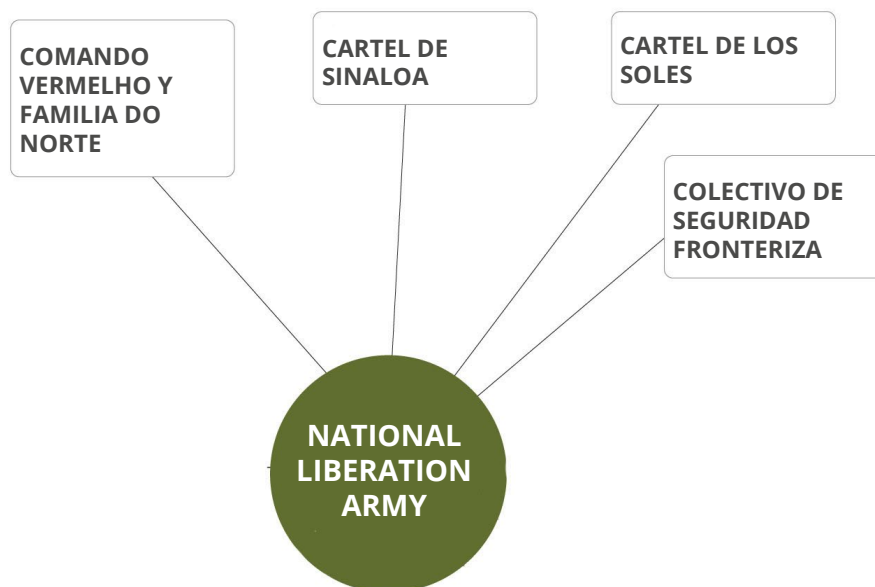 COMANDO
VERMELHO Y
FAMILIA DO
NORTE
CARTEL DE
SINALOA
CARTEL DE LOS
SOLES
COLECTIVO DE
SEGURIDAD
FRONTERIZA
NATIONAL
LIBERATION
ARMY